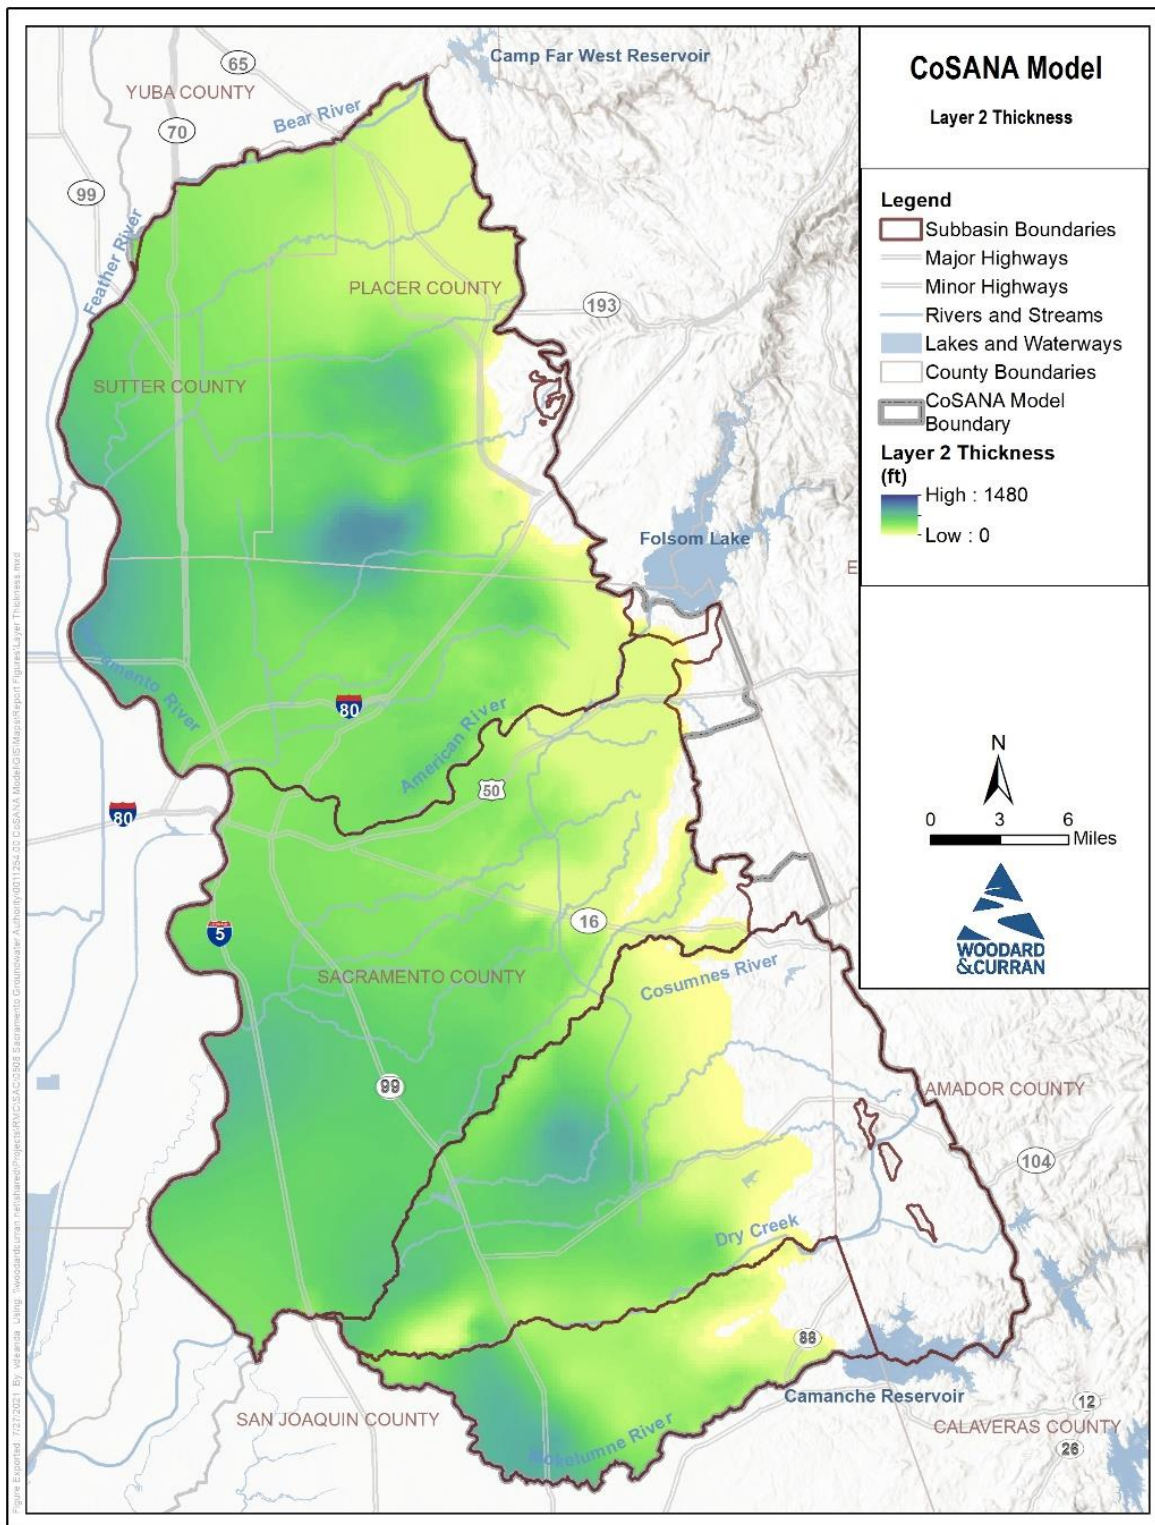 CoSANA Model
Layer 2 Thickness
Legend
Subbasin Boundaries
Major Highways
Minor Highways
Rivers and Streams
Lakes and Waterways
County Boundaries
CoSANA Model
Boundary
Layer 2 Thickness
(ft)
High : 1480
Low : 0
N
0 3 6
Miles
WOODARD
&CURRAN
Camp Far West Reservoir
65
YUBA COUNTY
Bear River
70
99
Feather River
PLACER COUNTY
193
SUTTER COUNTY
Folsom Lake
E
River
80
American River
50
80
16
5
SACRAMENTO COUNTY
Cosumnes River
99
AMADOR COUNTY
104
Dry Creek
88
Camanche Reservoir
12
SAN JOAQUIN COUNTY
CALAVERAS COUNTY
Mokelumne River
26